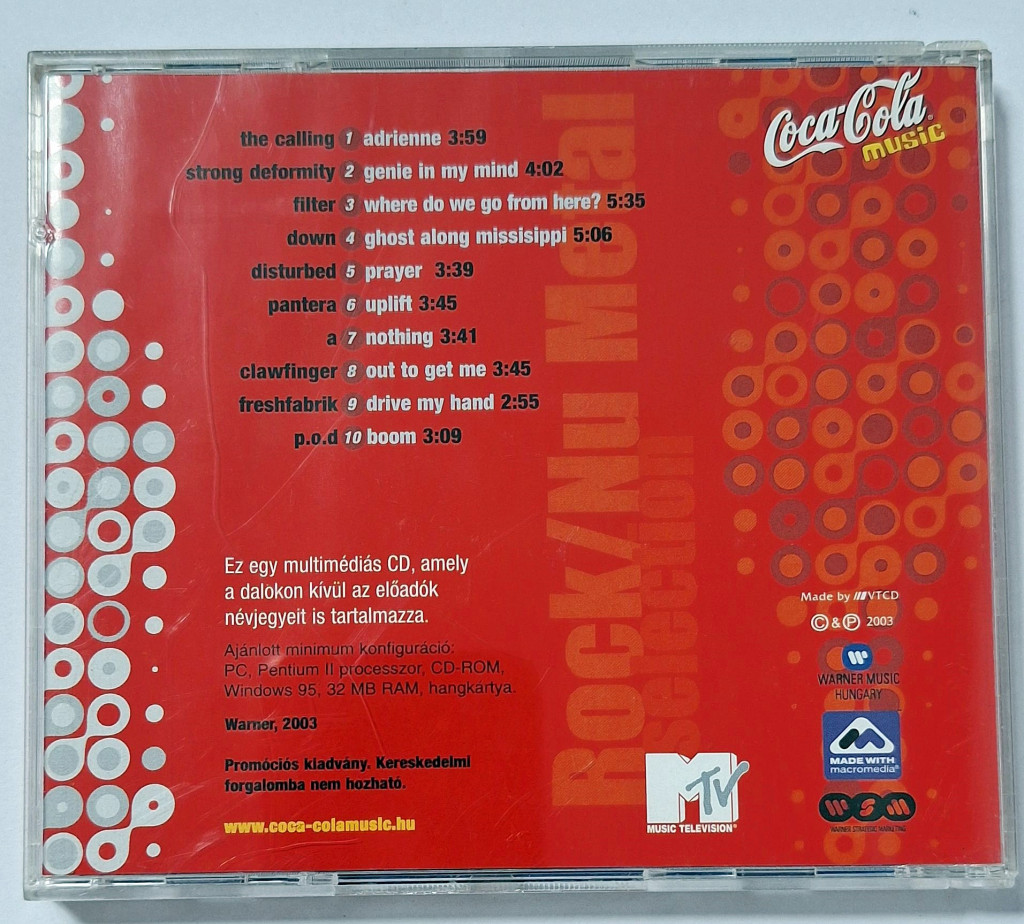 Coca-Cola
music
the calling 1 adrienne 3:59
strong deformity 2 genie in my mind 4:02
filter 3 where do we go from here? 5:35
down 4 ghost along missisippi 5:06
disturbed 5 prayer 3:39
pantera 6 uplift 3:45
a 7 nothing 3:41
clawfinger 8 out to get me 3:45
freshfabrik 9 drive my hand 2:55
p.o.d 10 boom 3:09
Rock/Nu Metal
selection
Ez egy multimédiás CD, amely
a dalokon kívül az előadók
névjegyeit is tartalmazza.
Ajánlott minimum konfiguráció:
PC, Pentium II processzor, CD-ROM,
Windows 95, 32 MB RAM, hangkártya.
Warner, 2003
Promóciós kiadvány. Kereskedelmi
forgalomba nem hozható.
www.coca-colamusic.hu
MTV
MUSIC TELEVISION®
Made by VTCD
© & ℗ 2003
WARNER MUSIC
HUNGARY
MADE WITH
macromedia®
WSM
WARNER STRATEGIC MARKETING